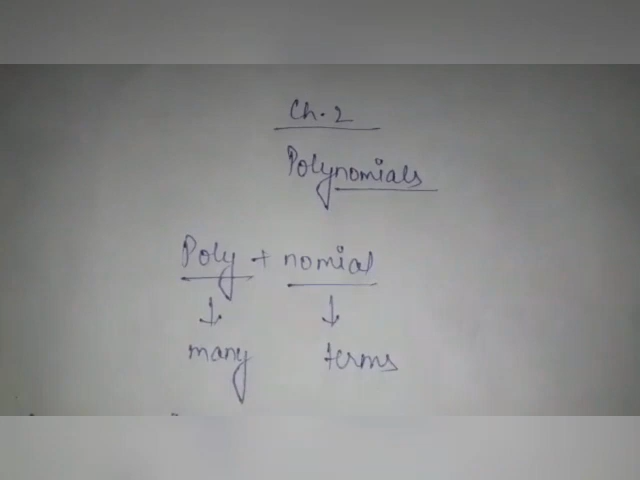 Ch. 2
Polynomials
Poly + nomial
↓ ↓
many terms